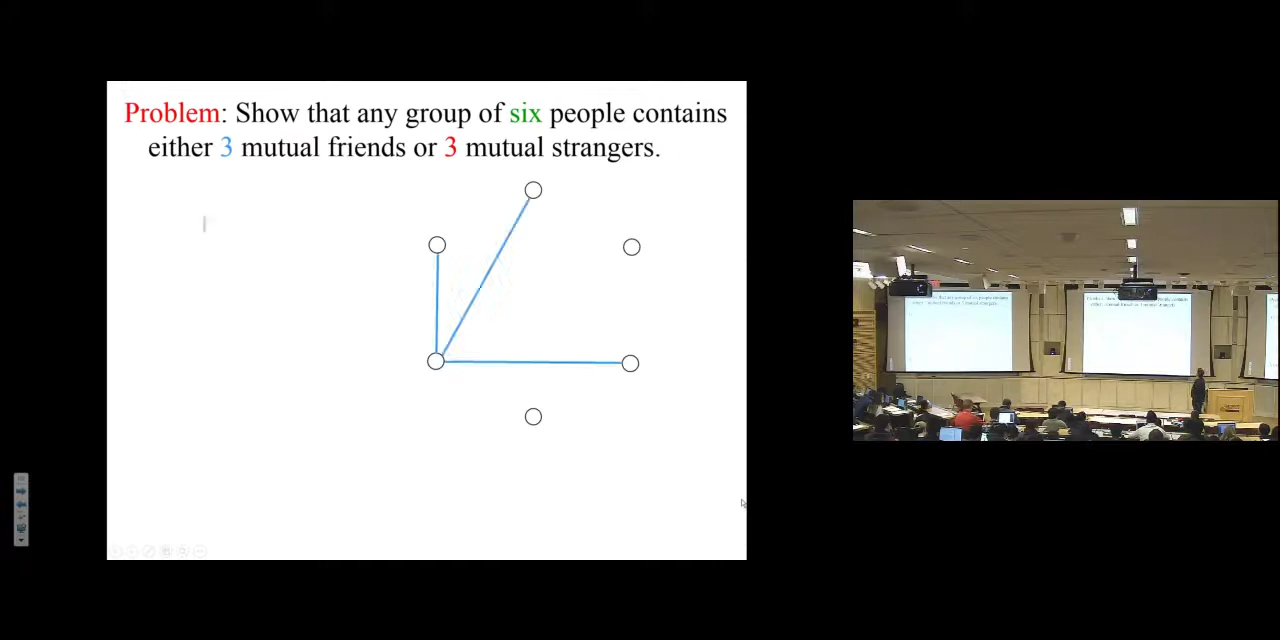 Problem: Show that any group of six people contains
either 3 mutual friends or 3 mutual strangers.